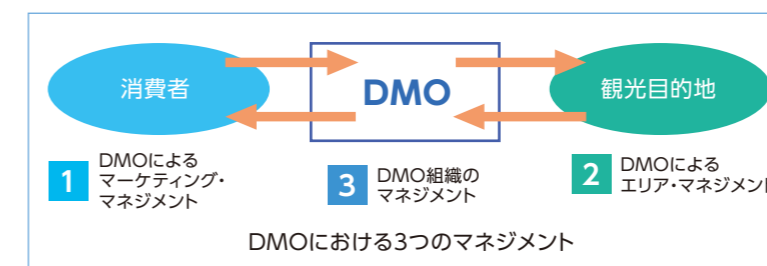 消費者
DMO
観光目的地
1
DMOによる
マーケティング・
マネジメント
3
DMO組織の
マネジメント
2
DMOによる
エリア・マネジメント
DMOにおける3つのマネジメント